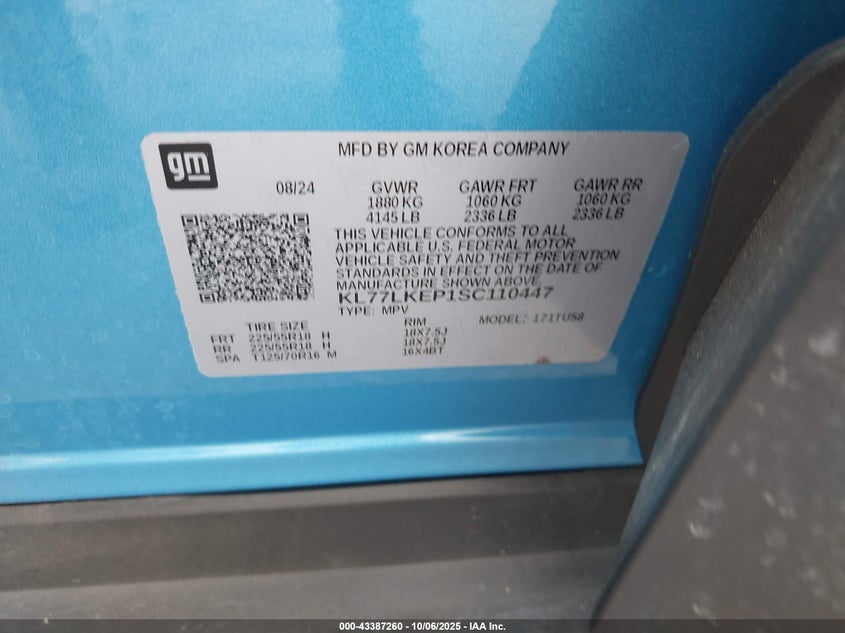 gm
MFD BY GM KOREA COMPANY
08/24 GVWR GAWR FRT GAWR RR
1880 KG 1060 KG 1060 KG
4145 LB 2336 LB 2336 LB
THIS VEHICLE CONFORMS TO ALL
APPLICABLE U.S. FEDERAL MOTOR
VEHICLE SAFETY AND THEFT PREVENTION
STANDARDS IN EFFECT ON THE DATE OF
MANUFACTURE SHOWN ABOVE.
KL77LKEP1SC110447
TYPE: MPV MODEL: 171TU58
TIRE SIZE RIM
FRT 225/55R18 H 18X7.5J
RR 225/55R18 H 18X7.5J
SPA T125/70R16 M 16X4BT
000-43387260 - 10/06/2025 - IAA Inc.